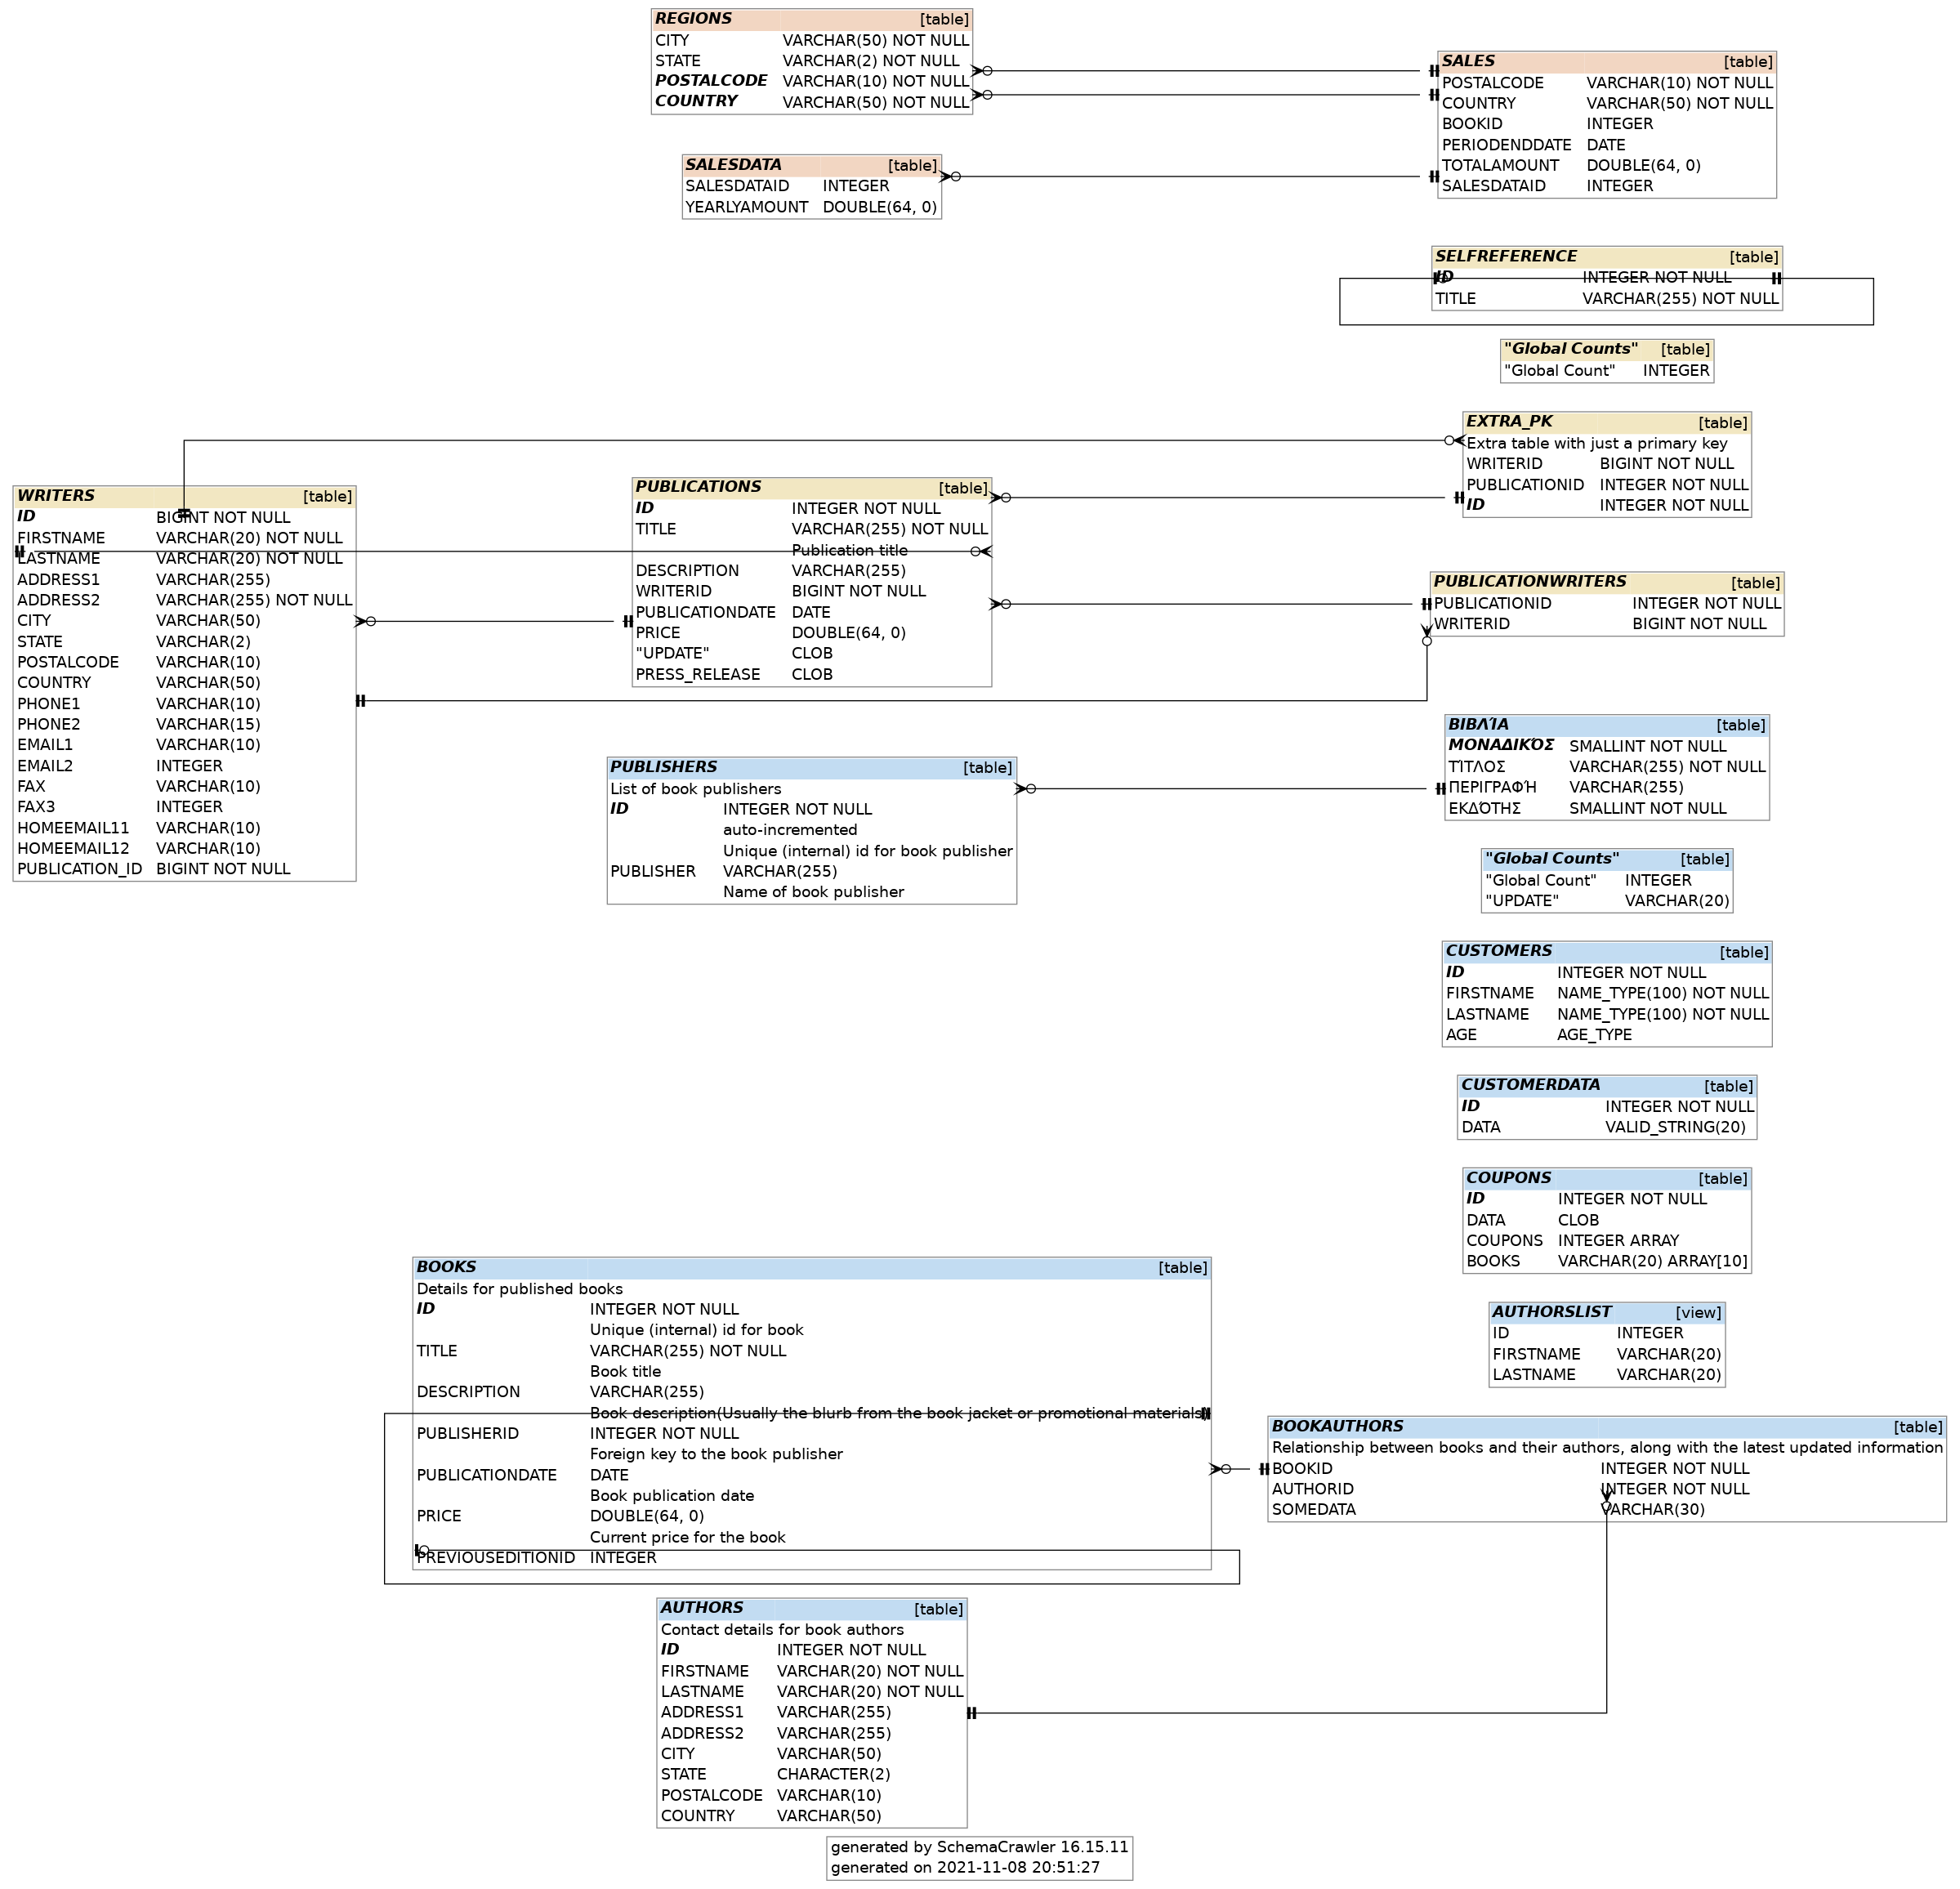 REGIONS [table]
CITY VARCHAR(50) NOT NULL
STATE VARCHAR(2) NOT NULL
POSTALCODE VARCHAR(10) NOT NULL
COUNTRY VARCHAR(50) NOT NULL
SALES [table]
POSTALCODE VARCHAR(10) NOT NULL
COUNTRY VARCHAR(50) NOT NULL
BOOKID INTEGER
PERIODENDDATE DATE
TOTALAMOUNT DOUBLE(64, 0)
SALESDATAID INTEGER
SALESDATA [table]
SALESDATAID INTEGER
YEARLYAMOUNT DOUBLE(64, 0)
SELFREFERENCE [table]
ID INTEGER NOT NULL
TITLE VARCHAR(255) NOT NULL
"Global Counts" [table]
"Global Count" INTEGER
EXTRA_PK [table]
Extra table with just a primary key
WRITERID BIGINT NOT NULL
PUBLICATIONID INTEGER NOT NULL
ID INTEGER NOT NULL
WRITERS [table]
ID BIGINT NOT NULL
FIRSTNAME VARCHAR(20) NOT NULL
LASTNAME VARCHAR(20) NOT NULL
ADDRESS1 VARCHAR(255)
ADDRESS2 VARCHAR(255) NOT NULL
CITY VARCHAR(50)
STATE VARCHAR(2)
POSTALCODE VARCHAR(10)
COUNTRY VARCHAR(50)
PHONE1 VARCHAR(10)
PHONE2 VARCHAR(15)
EMAIL1 VARCHAR(10)
EMAIL2 INTEGER
FAX VARCHAR(10)
FAX3 INTEGER
HOMEEMAIL11 VARCHAR(10)
HOMEEMAIL12 VARCHAR(10)
PUBLICATION_ID BIGINT NOT NULL
PUBLICATIONS [table]
ID INTEGER NOT NULL
TITLE VARCHAR(255) NOT NULL
Publication title
DESCRIPTION VARCHAR(255)
WRITERID BIGINT NOT NULL
PUBLICATIONDATE DATE
PRICE DOUBLE(64, 0)
"UPDATE" CLOB
PRESS_RELEASE CLOB
PUBLICATIONWRITERS [table]
PUBLICATIONID INTEGER NOT NULL
WRITERID BIGINT NOT NULL
ΒΙΒΛΊΑ [table]
ΜΟΝΑΔΙΚΌΣ SMALLINT NOT NULL
ΤΊΤΛΟΣ VARCHAR(255) NOT NULL
ΠΕΡΙΓΡΑΦΉ VARCHAR(255)
ΕΚΔΌΤΗΣ SMALLINT NOT NULL
PUBLISHERS [table]
List of book publishers
ID INTEGER NOT NULL
auto-incremented
Unique (internal) id for book publisher
PUBLISHER VARCHAR(255)
Name of book publisher
"Global Counts" [table]
"Global Count" INTEGER
"UPDATE" VARCHAR(20)
CUSTOMERS [table]
ID INTEGER NOT NULL
FIRSTNAME NAME_TYPE(100) NOT NULL
LASTNAME NAME_TYPE(100) NOT NULL
AGE AGE_TYPE
CUSTOMERDATA [table]
ID INTEGER NOT NULL
DATA VALID_STRING(20)
COUPONS [table]
ID INTEGER NOT NULL
DATA CLOB
COUPONS INTEGER ARRAY
BOOKS VARCHAR(20) ARRAY[10]
BOOKS [table]
Details for published books
ID INTEGER NOT NULL
Unique (internal) id for book
TITLE VARCHAR(255) NOT NULL
Book title
DESCRIPTION VARCHAR(255)
Book description(Usually the blurb from the book jacket or promotional materials)
PUBLISHERID INTEGER NOT NULL
Foreign key to the book publisher
PUBLICATIONDATE DATE
Book publication date
PRICE DOUBLE(64, 0)
Current price for the book
PREVIOUSEDITIONID INTEGER
AUTHORSLIST [view]
ID INTEGER
FIRSTNAME VARCHAR(20)
LASTNAME VARCHAR(20)
BOOKAUTHORS [table]
Relationship between books and their authors, along with the latest updated information
BOOKID INTEGER NOT NULL
AUTHORID INTEGER NOT NULL
SOMEDATA VARCHAR(30)
AUTHORS [table]
Contact details for book authors
ID INTEGER NOT NULL
FIRSTNAME VARCHAR(20) NOT NULL
LASTNAME VARCHAR(20) NOT NULL
ADDRESS1 VARCHAR(255)
ADDRESS2 VARCHAR(255)
CITY VARCHAR(50)
STATE CHARACTER(2)
POSTALCODE VARCHAR(10)
COUNTRY VARCHAR(50)
generated by SchemaCrawler 16.15.11
generated on 2021-11-08 20:51:27